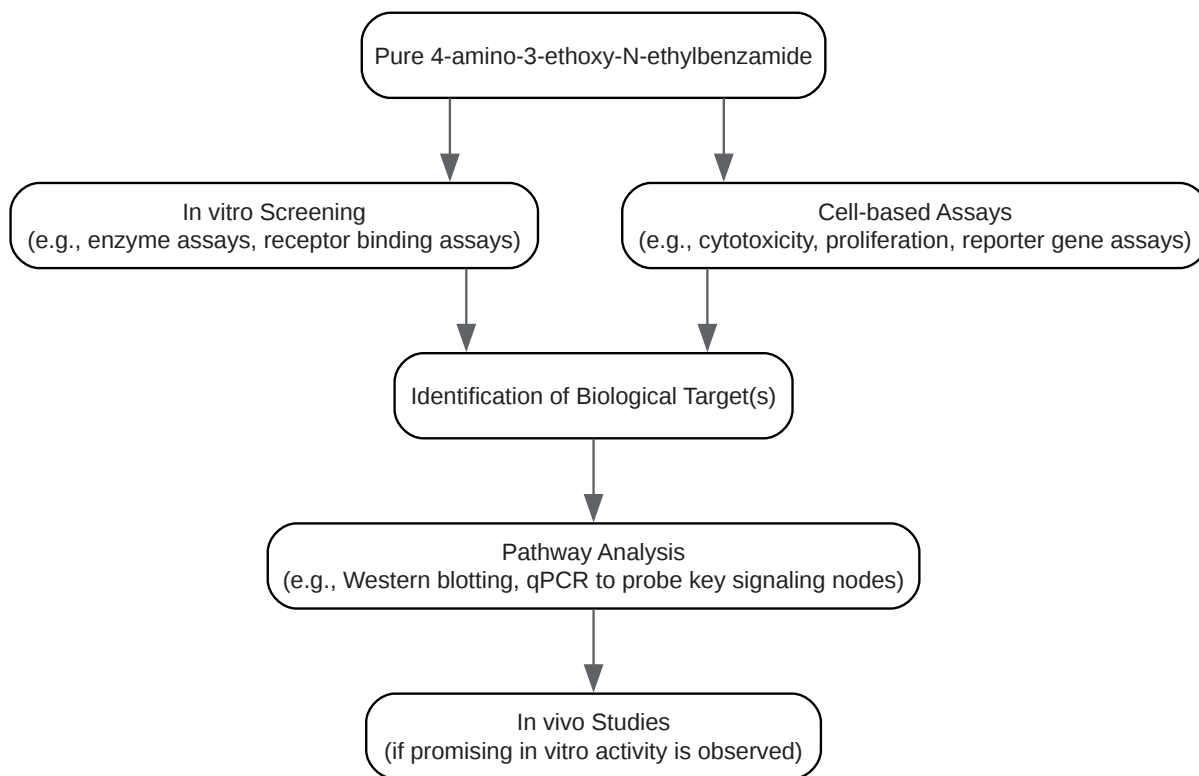 Pure 4-amino-3-ethoxy-N-ethylbenzamide
In vitro Screening
(e.g., enzyme assays, receptor binding assays)
Cell-based Assays
(e.g., cytotoxicity, proliferation, reporter gene assays)
Identification of Biological Target(s)
Pathway Analysis
(e.g., Western blotting, qPCR to probe key signaling nodes)
In vivo Studies
(if promising in vitro activity is observed)